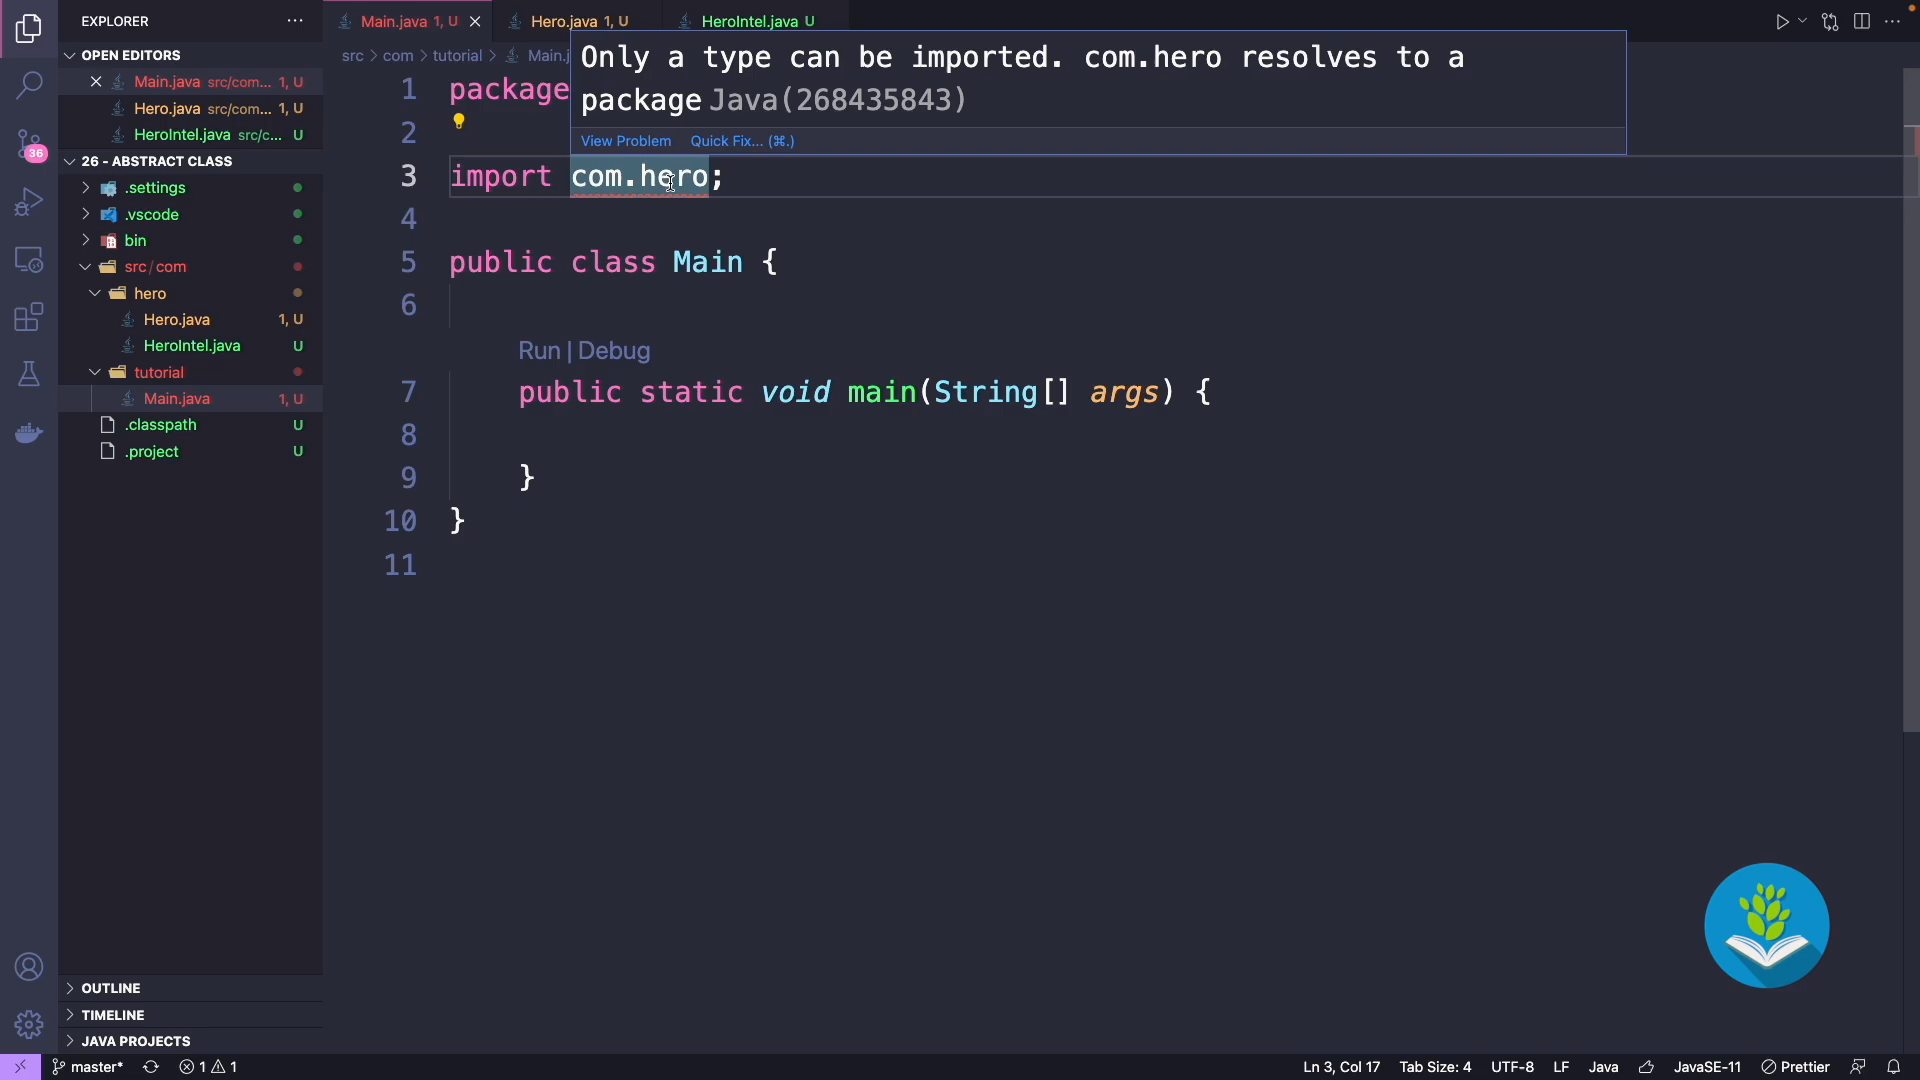 EXPLORER
OPEN EDITORS
Main.java src/com... 1, U
Hero.java src/com... 1, U
HeroIntel.java src/c... U
26 - ABSTRACT CLASS
.settings
.vscode
bin
src / com
hero
Hero.java 1, U
HeroIntel.java U
tutorial
Main.java 1, U
.classpath U
.project U
OUTLINE
TIMELINE
JAVA PROJECTS
36
Main.java 1, U
Hero.java 1, U
HeroIntel.java U
src > com > tutorial > Main.j
Only a type can be imported. com.hero resolves to a
package Java(268435843)
View Problem Quick Fix... (⌘.)
1 package
2
3 import com.hero;
4
5 public class Main {
6
Run | Debug
7 public static void main(String[] args) {
8
9 }
10 }
11
master* 1 1
Ln 3, Col 17 Tab Size: 4 UTF-8 LF Java JavaSE-11 Prettier